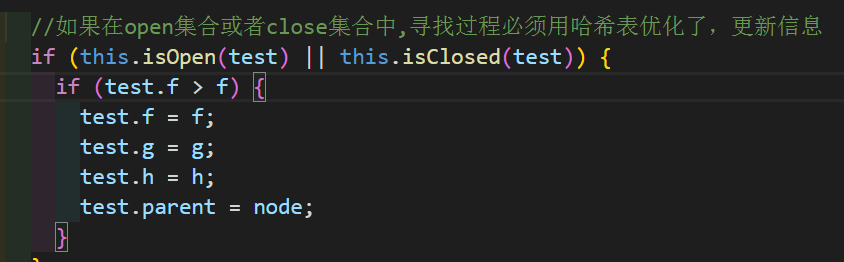 //如果在open集合或者close集合中,寻找过程必须用哈希表优化了，更新信息
if (this.isOpen(test) || this.isClosed(test)) {
if (test.f > f) {
test.f = f;
test.g = g;
test.h = h;
test.parent = node;
}